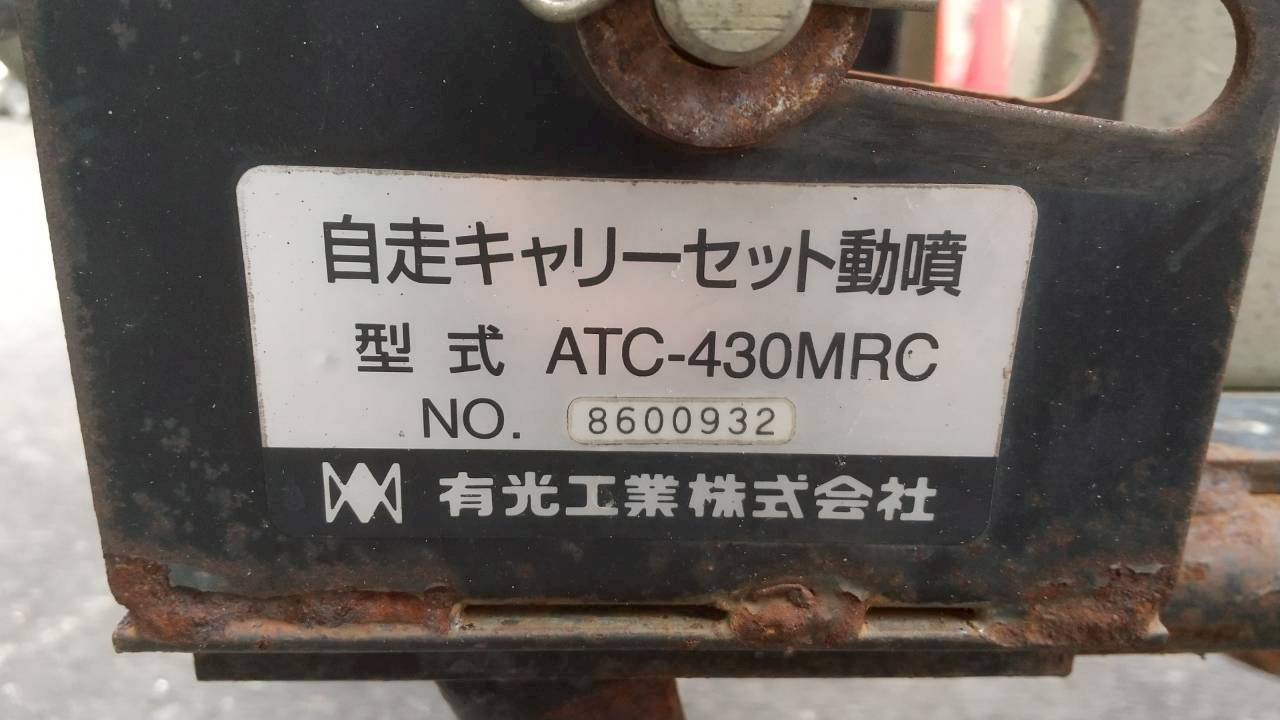 自走キャリーセット動噴
型式 ATC-430MRC
NO. 8600932
有光工業株式会社